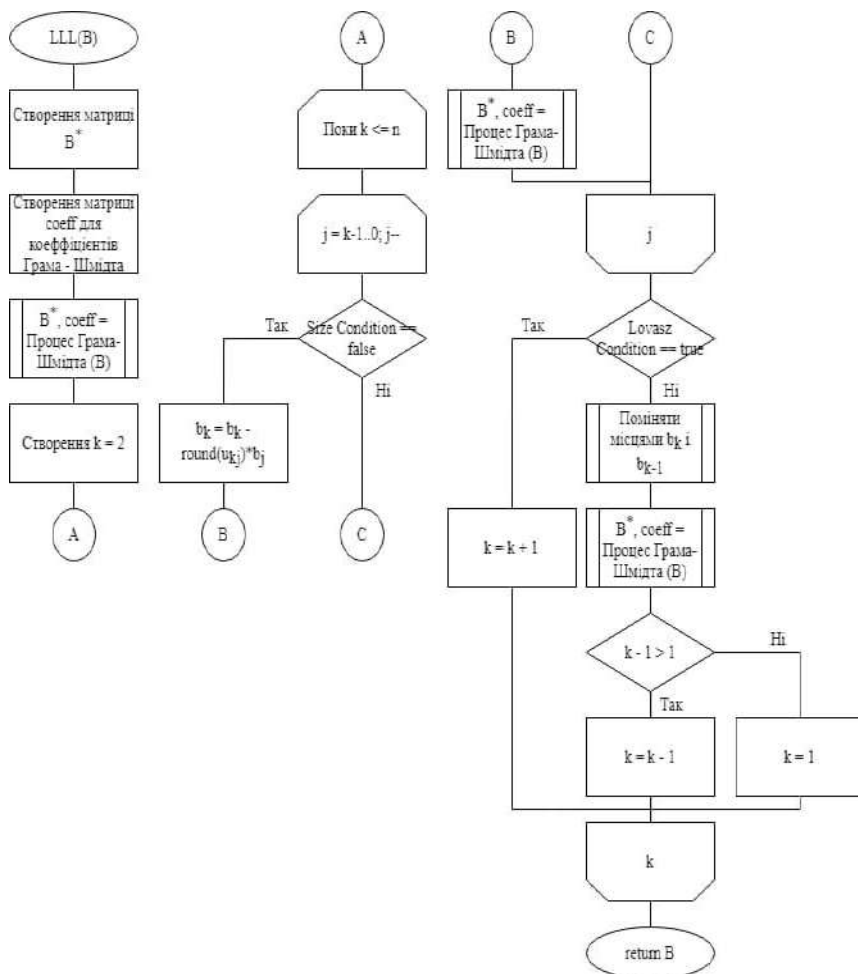 LLL(B)
Створення матриці
B*
Створення матриці
coeff для
коеффіцієнтів
Грама - Шмідта
B*, coeff =
Процес Грама-
Шмідта (B)
Створення k = 2
A
A
Поки k <= n
j = k-1..0; j--
Size Condition ==
false
Так
Ні
bk = bk -
round(ukj)*bj
B
C
B
C
B*, coeff =
Процес Грама-
Шмідта (B)
j
Lovasz
Condition == true
Так
Ні
Поміняти
місцями bk і
bk-1
k = k + 1
B*, coeff =
Процес Грама-
Шмідта (B)
k - 1 > 1
Ні
Так
k = k - 1
k = 1
k
return B